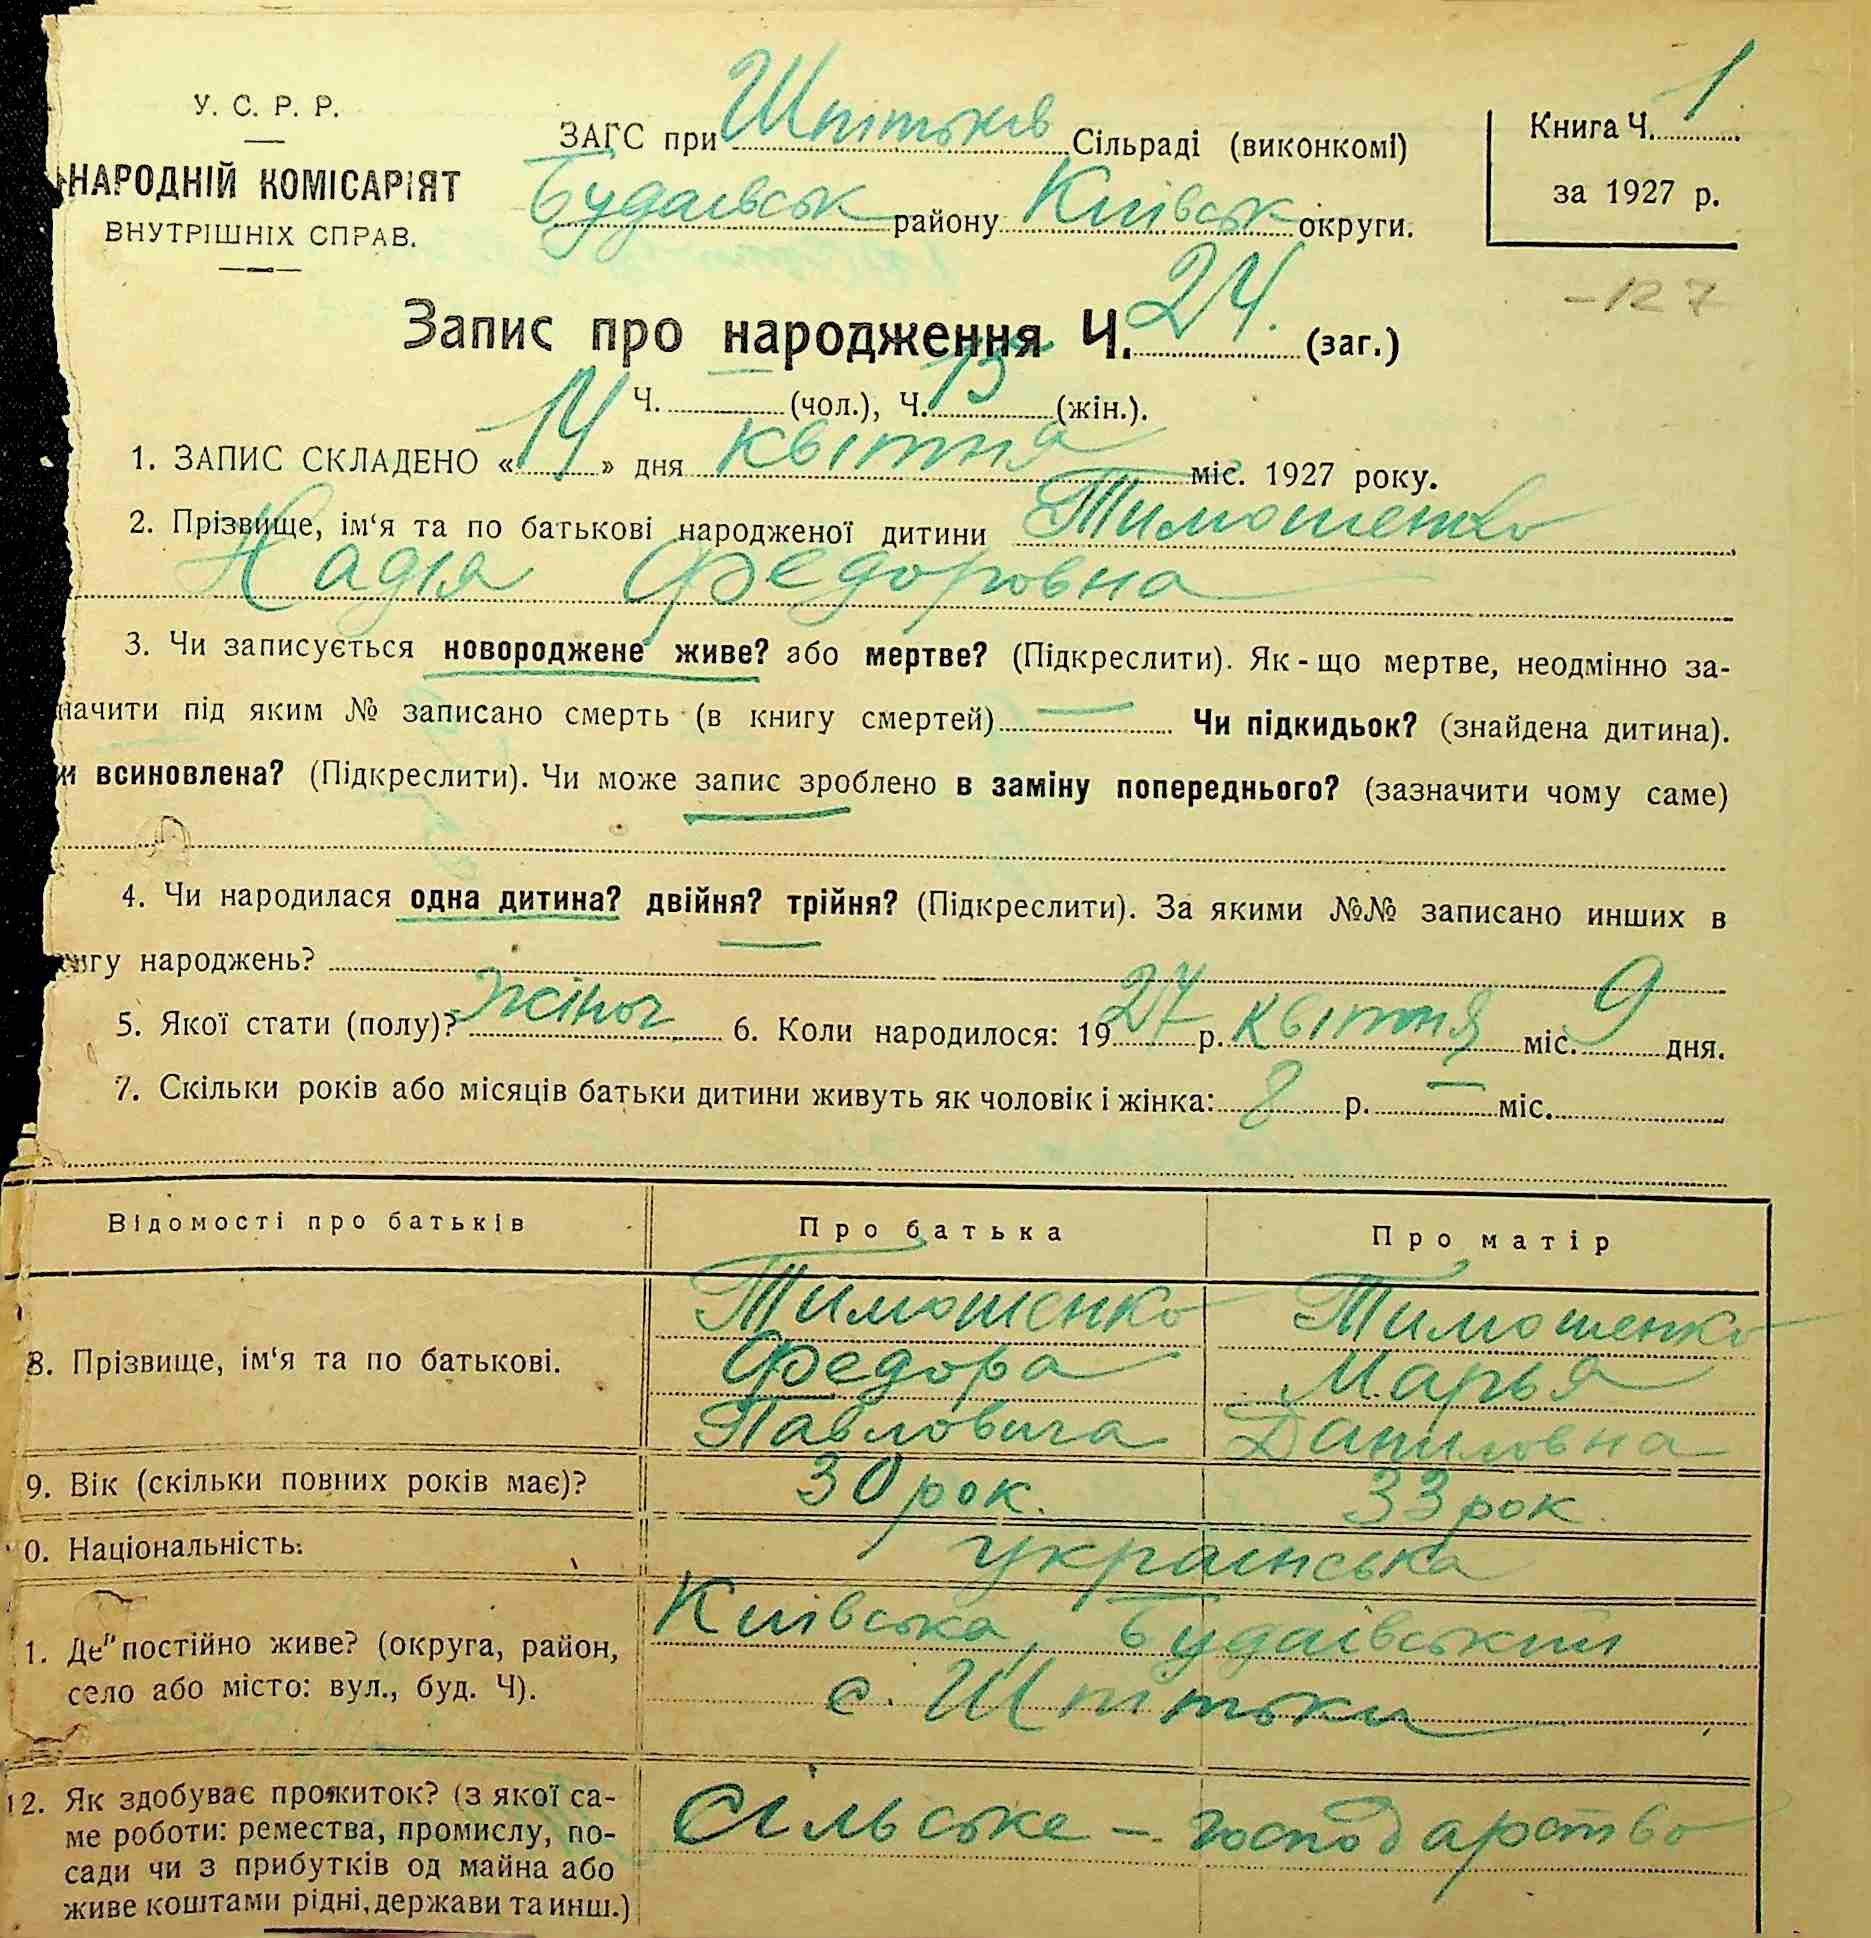 У. С. Р. Р.
НАРОДНІЙ КОМІСАРІЯТ
ВНУТРІШНІХ СПРАВ.
ЗАГС при Шпітьків Сільраді (виконкомі)
Будаєвськ району Київськ округи.
Книга Ч. 1
за 1927 р.
-127
Запис про народження Ч. 24. (заг.)
Ч. (чол.), Ч. 13 (жін.).
1. ЗАПИС СКЛАДЕНО « 14 » дня квітня міс. 1927 року.
2. Прізвище, ім‘я та по батькові народженої дитини Тимошенко
Надія Федоровна
3. Чи записується новороджене живе? або мертве? (Підкреслити). Як-що мертве, неодмінно за-
начити під яким № записано смерть (в книгу смертей) — Чи підкидьок? (знайдена дитина).
и всиновлена? (Підкреслити). Чи може запис зроблено в заміну попереднього? (зазначити чому саме)
4. Чи народилася одна дитина? двійня? трійня? (Підкреслити). За якими №№ записано инших в
нигу народжень?
5. Якої стати (полу)? жіноч 6. Коли народилося: 1927 р. квітня міс. 9 дня.
7. Скільки років або місяців батьки дитини живуть як чоловік і жінка: 8 р. — міс.
Відомості про батьків Про батька Про матір
8. Прізвище, ім‘я та по батькові.
Тимошенко Тимошенко
Федора Марья
Павловича Даниловна
9. Вік (скільки повних років має)? 30 рок. 33 рок.
0. Національність: українська
1. Де постійно живе? (округа, район,
село або місто: вул., буд. Ч).
Київська, Будаївський
с. Шпітьки
12. Як здобуває прожиток? (з якої са-
ме роботи: ремества, промислу, по-
сади чи з прибутків од майна або
живе коштами рідні, держави та инш.)
Сільське - господарство